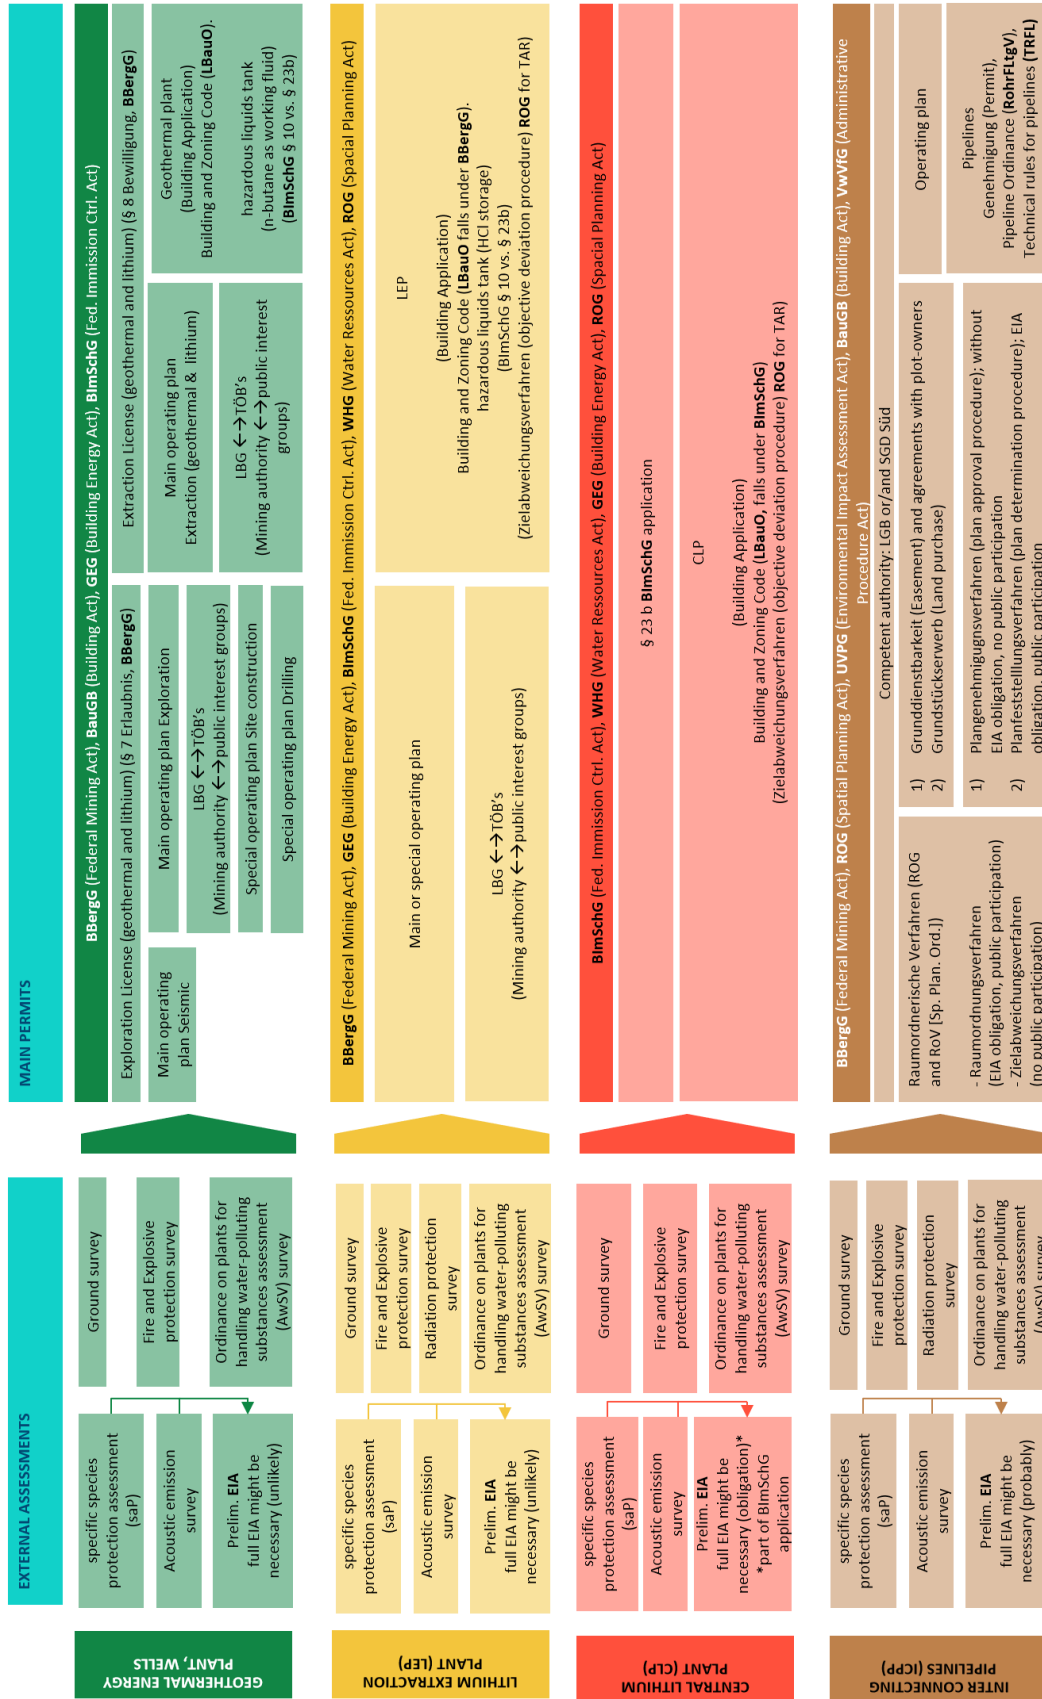 EXTERNAL ASSESSMENTS
MAIN PERMITS
GEOTHERMAL ENERGY
PLANT, WELLS
specific species
protection assessment
(saP)
Acoustic emission
survey
Prelim. EIA
full EIA might be
necessary (unlikely)
Ground survey
Fire and Explosive
protection survey
Ordinance on plants for
handling water-polluting
substances assessment
(AwSV) survey
BBergG (Federal Mining Act), BauGB (Building Act), GEG (Building Energy Act), BImSchG (Fed. Immission Ctrl. Act)
Exploration License (geothermal and lithium) (§ 7 Erlaubnis, BBergG)
Main operating
plan Seismic
Main operating plan Exploration
LBG ←→TÖB's
(Mining authority ←→public interest groups)
Special operating plan Site construction
Special operating plan Drilling
Extraction License (geothermal and lithium) (§ 8 Bewilligung, BBergG)
Main operating plan
Extraction (geothermal & lithium)
LBG ←→TÖB's
(Mining authority ←→public interest
groups)
Geothermal plant
(Building Application)
Building and Zoning Code (LBauO).
hazardous liquids tank
(n-butane as working fluid)
(BImSchG § 10 vs. § 23b)
LITHIUM EXTRACTION
PLANT (LEP)
specific species
protection assessment
(saP)
Acoustic emission
survey
Prelim. EIA
full EIA might be
necessary (unlikely)
Ground survey
Fire and Explosive
protection survey
Radiation protection
survey
Ordinance on plants for
handling water-polluting
substances assessment
(AwSV) survey
BBergG (Federal Mining Act), GEG (Building Energy Act), BImSchG (Fed. Immission Ctrl. Act), WHG (Water Ressources Act), ROG (Spacial Planning Act)
Main or special operating plan
LBG ←→TÖB's
(Mining authority ←→public interest groups)
LEP
(Building Application)
Building and Zoning Code (LBauO falls under BBergG).
hazardous liquids tank (HCl storage)
(BImSchG § 10 vs. § 23b)
(Zielabweichungsverfahren (objective deviation procedure) ROG for TAR)
CENTRAL LITHIUM
PLANT (CLP)
specific species
protection assessment
(saP)
Acoustic emission
survey
Prelim. EIA
full EIA might be
necessary (obligation)*
*part of BImSchG
application
Ground survey
Fire and Explosive
protection survey
Ordinance on plants for
handling water-polluting
substances assessment
(AwSV) survey
BImSchG (Fed. Immission Ctrl. Act), WHG (Water Ressources Act), GEG (Building Energy Act), ROG (Spacial Planning Act)
§ 23 b BImSchG application
CLP
(Building Application)
Building and Zoning Code (LBauO, falls under BImSchG)
(Zielabweichungsverfahren (objective deviation procedure) ROG for TAR)
INTER CONNECTING
PIPELINES (ICPP)
specific species
protection assessment
(saP)
Acoustic emission
survey
Prelim. EIA
full EIA might be
necessary (probably)
Ground survey
Fire and Explosive
protection survey
Radiation protection
survey
Ordinance on plants for
handling water-polluting
substances assessment
(AwSV) survey
BBergG (Federal Mining Act), ROG (Spatial Planning Act), UVPG (Environmental Impact Assessment Act), BauGB (Building Act), VwVfG (Administrative
Procedure Act)
Competent authority: LGB or/and SGD Süd
Raumordnerische Verfahren (ROG
and RoV [Sp. Plan. Ord.])
- Raumordnungsverfahren
(EIA obligation, public participation)
- Zielabweichungsverfahren
(no public participation)
1) Grunddienstbarkeit (Easement) and agreements with plot-owners
2) Grundstückserwerb (Land purchase)
1) Plangenehmigugnsverfahren (plan approval procedure); without
EIA obligation, no public participation
2) Planfeststelllungsverfahren (plan determination procedure); EIA
obligation, public participation
Operating plan
Pipelines
Genehmigung (Permit),
Pipeline Ordinance (RohrFLtgV),
Technical rules for pipelines (TRFL)